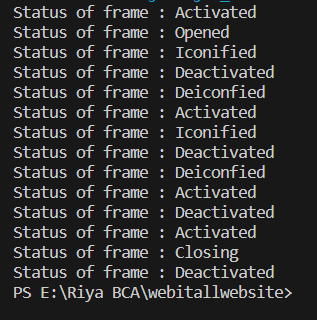 Status of frame : Activated
Status of frame : Opened
Status of frame : Iconified
Status of frame : Deactivated
Status of frame : Deiconfied
Status of frame : Activated
Status of frame : Iconified
Status of frame : Deactivated
Status of frame : Deiconfied
Status of frame : Activated
Status of frame : Deactivated
Status of frame : Activated
Status of frame : Closing
Status of frame : Deactivated
PS E:\Riya BCA\webitallwebsite>